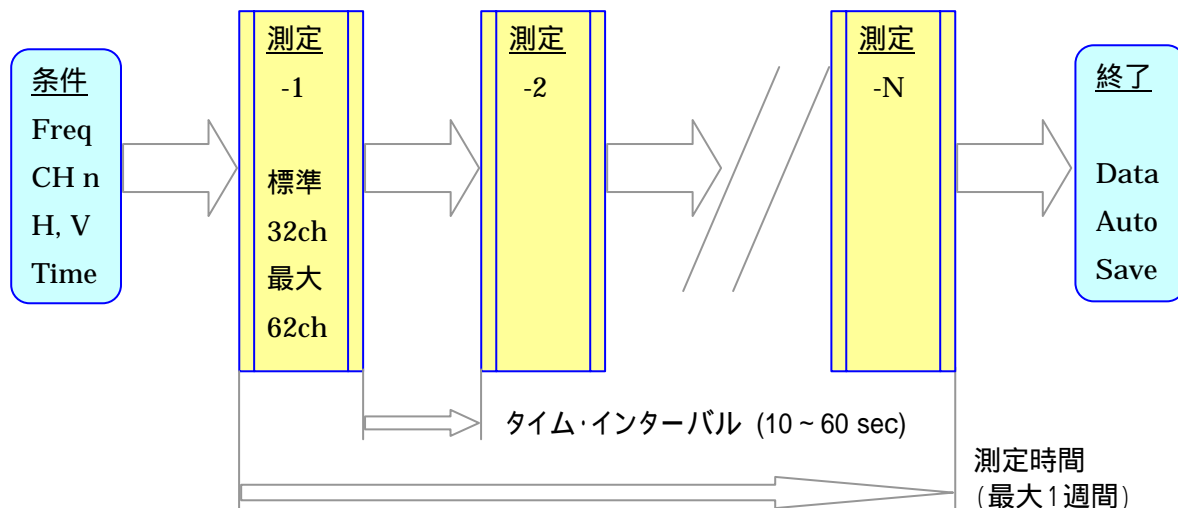 条件
Freq
CH n
H, V
Time
測定
-1
標準
32ch
最大
62ch
測定
-2
測定
-N
終了
Data
Auto
Save
タイム・インターバル (10 ~ 60 sec)
測定時間
(最大1週間)